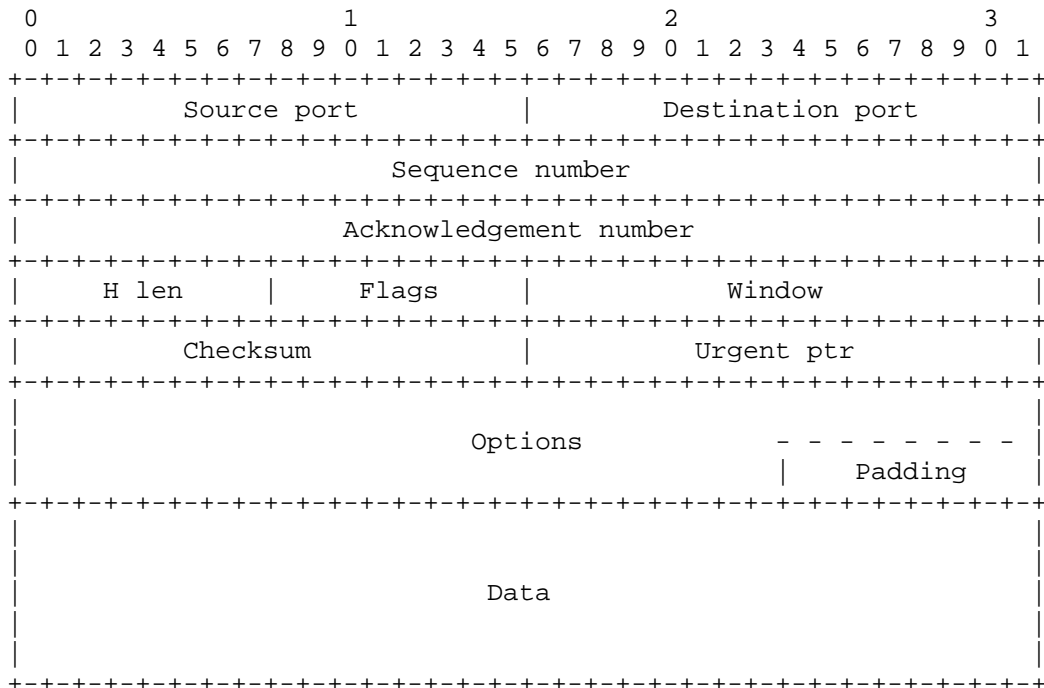 0 1 2 3
0 1 2 3 4 5 6 7 8 9 0 1 2 3 4 5 6 7 8 9 0 1 2 3 4 5 6 7 8 9 0 1
+-+-+-+-+-+-+-+-+-+-+-+-+-+-+-+-+-+-+-+-+-+-+-+-+-+-+-+-+-+-+-+-+
| Source port | Destination port |
+-+-+-+-+-+-+-+-+-+-+-+-+-+-+-+-+-+-+-+-+-+-+-+-+-+-+-+-+-+-+-+-+
| Sequence number |
+-+-+-+-+-+-+-+-+-+-+-+-+-+-+-+-+-+-+-+-+-+-+-+-+-+-+-+-+-+-+-+-+
| Acknowledgement number |
+-+-+-+-+-+-+-+-+-+-+-+-+-+-+-+-+-+-+-+-+-+-+-+-+-+-+-+-+-+-+-+-+
| H len | Flags | Window |
+-+-+-+-+-+-+-+-+-+-+-+-+-+-+-+-+-+-+-+-+-+-+-+-+-+-+-+-+-+-+-+-+
| Checksum | Urgent ptr |
+-+-+-+-+-+-+-+-+-+-+-+-+-+-+-+-+-+-+-+-+-+-+-+-+-+-+-+-+-+-+-+-+
| |
| Options - - - - - - - - |
| | Padding |
+-+-+-+-+-+-+-+-+-+-+-+-+-+-+-+-+-+-+-+-+-+-+-+-+-+-+-+-+-+-+-+-+
| |
| |
| Data |
| |
| |
+-+-+-+-+-+-+-+-+-+-+-+-+-+-+-+-+-+-+-+-+-+-+-+-+-+-+-+-+-+-+-+-+